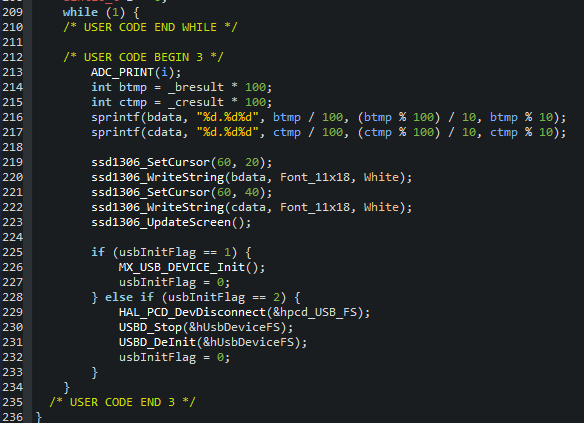 209 while (1) {
210 /* USER CODE END WHILE */
211
212 /* USER CODE BEGIN 3 */
213 ADC_PRINT(i);
214 int btmp = _bresult * 100;
215 int ctmp = _cresult * 100;
216 sprintf(bdata, "%d.%d%d", btmp / 100, (btmp % 100) / 10, btmp % 10);
217 sprintf(cdata, "%d.%d%d", ctmp / 100, (ctmp % 100) / 10, ctmp % 10);
218
219 ssd1306_SetCursor(60, 20);
220 ssd1306_WriteString(bdata, Font_11x18, White);
221 ssd1306_SetCursor(60, 40);
222 ssd1306_WriteString(cdata, Font_11x18, White);
223 ssd1306_UpdateScreen();
224
225 if (usbInitFlag == 1) {
226 MX_USB_DEVICE_Init();
227 usbInitFlag = 0;
228 } else if (usbInitFlag == 2) {
229 HAL_PCD_DevDisconnect(&hpcd_USB_FS);
230 USBD_Stop(&hUsbDeviceFS);
231 USBD_DeInit(&hUsbDeviceFS);
232 usbInitFlag = 0;
233 }
234 }
235 /* USER CODE END 3 */
236 }